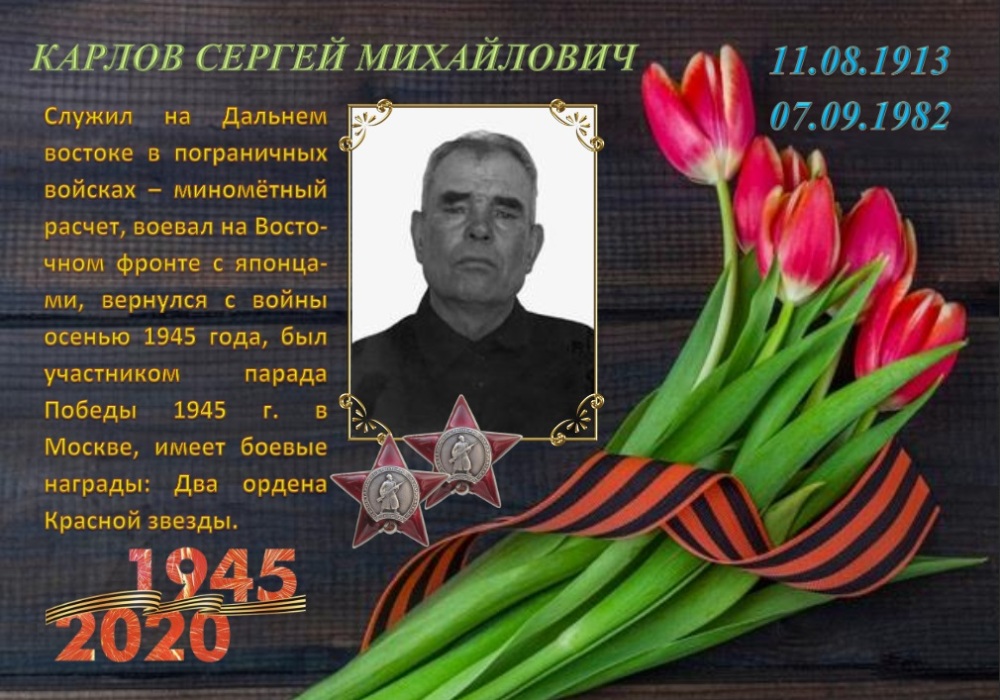 КАРЛОВ СЕРГЕЙ МИХАЙЛОВИЧ
11.08.1913
07.09.1982
Служил на Дальнем
востоке в пограничных
войсках – миномётный
расчет, воевал на Восто-
чном фронте с японца-
ми, вернулся с войны
осенью 1945 года, был
участником парада
Победы 1945 г. в
Москве, имеет боевые
награды: Два ордена
Красной звезды.
1945
2020